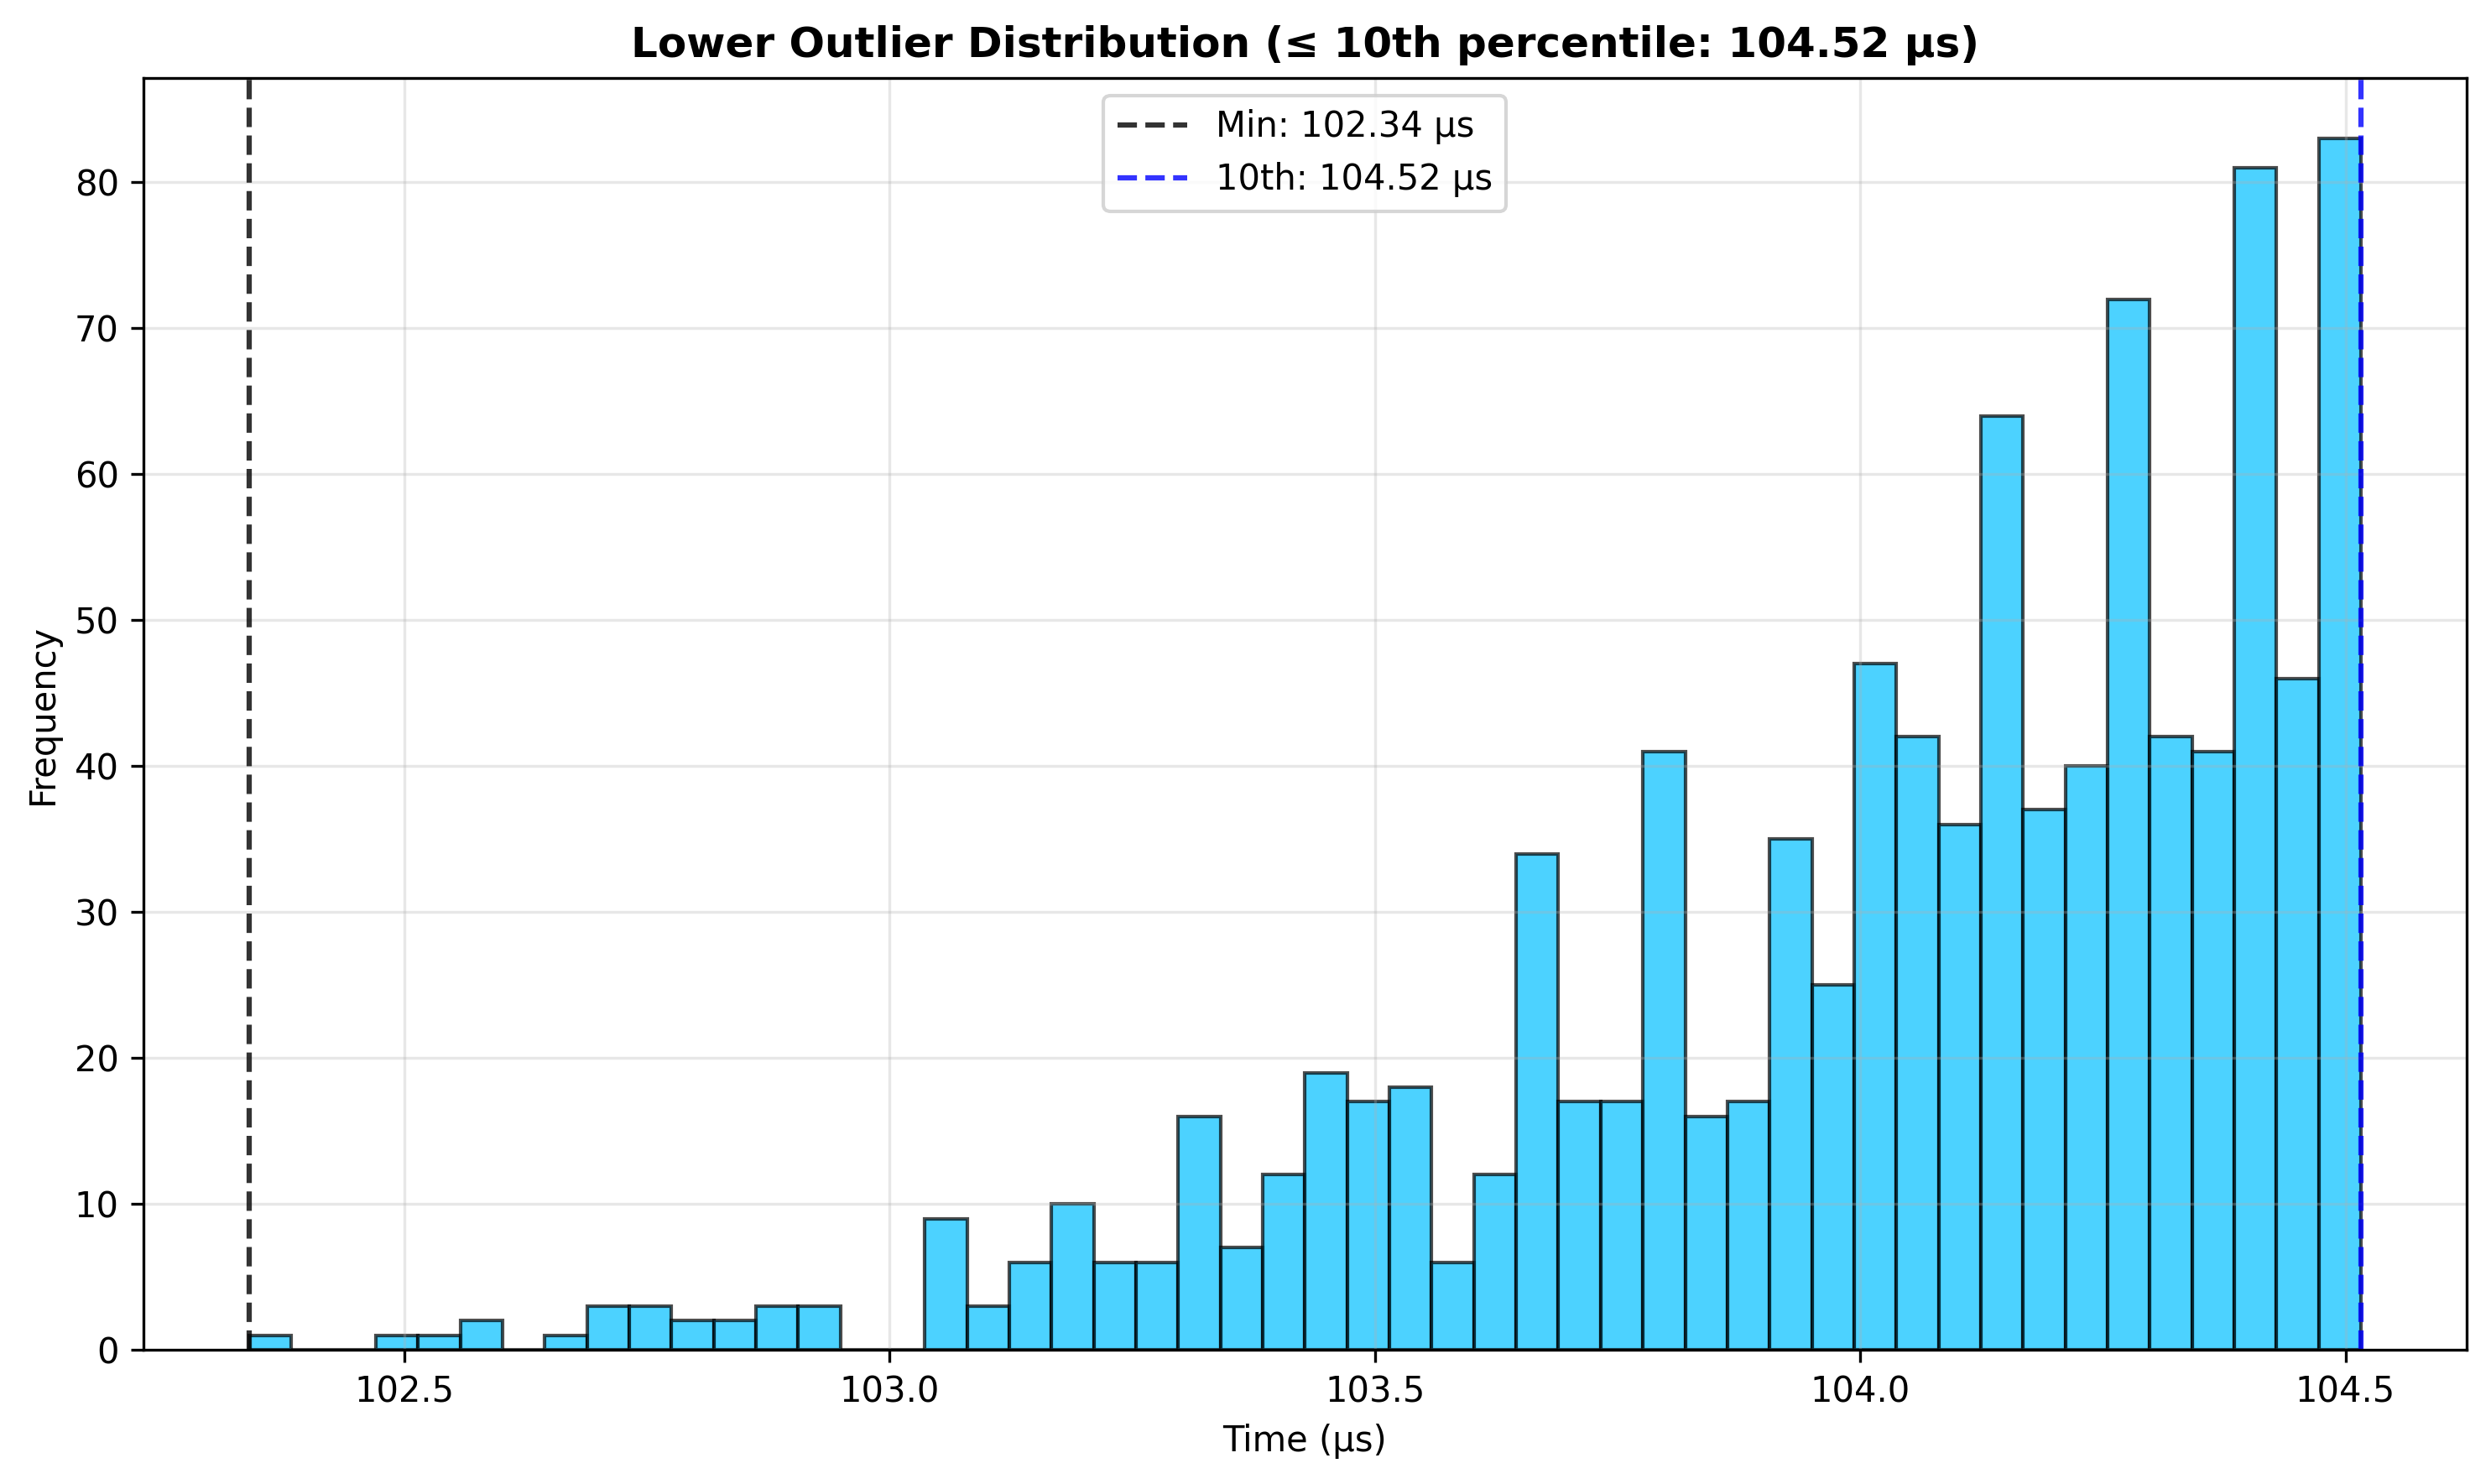 Lower Outlier Distribution (≤ 10th percentile: 104.52 µs)
Min: 102.34 µs
10th: 104.52 µs
Frequency
80
70
60
50
40
30
20
10
0
102.5 103.0 103.5 104.0 104.5
Time (µs)